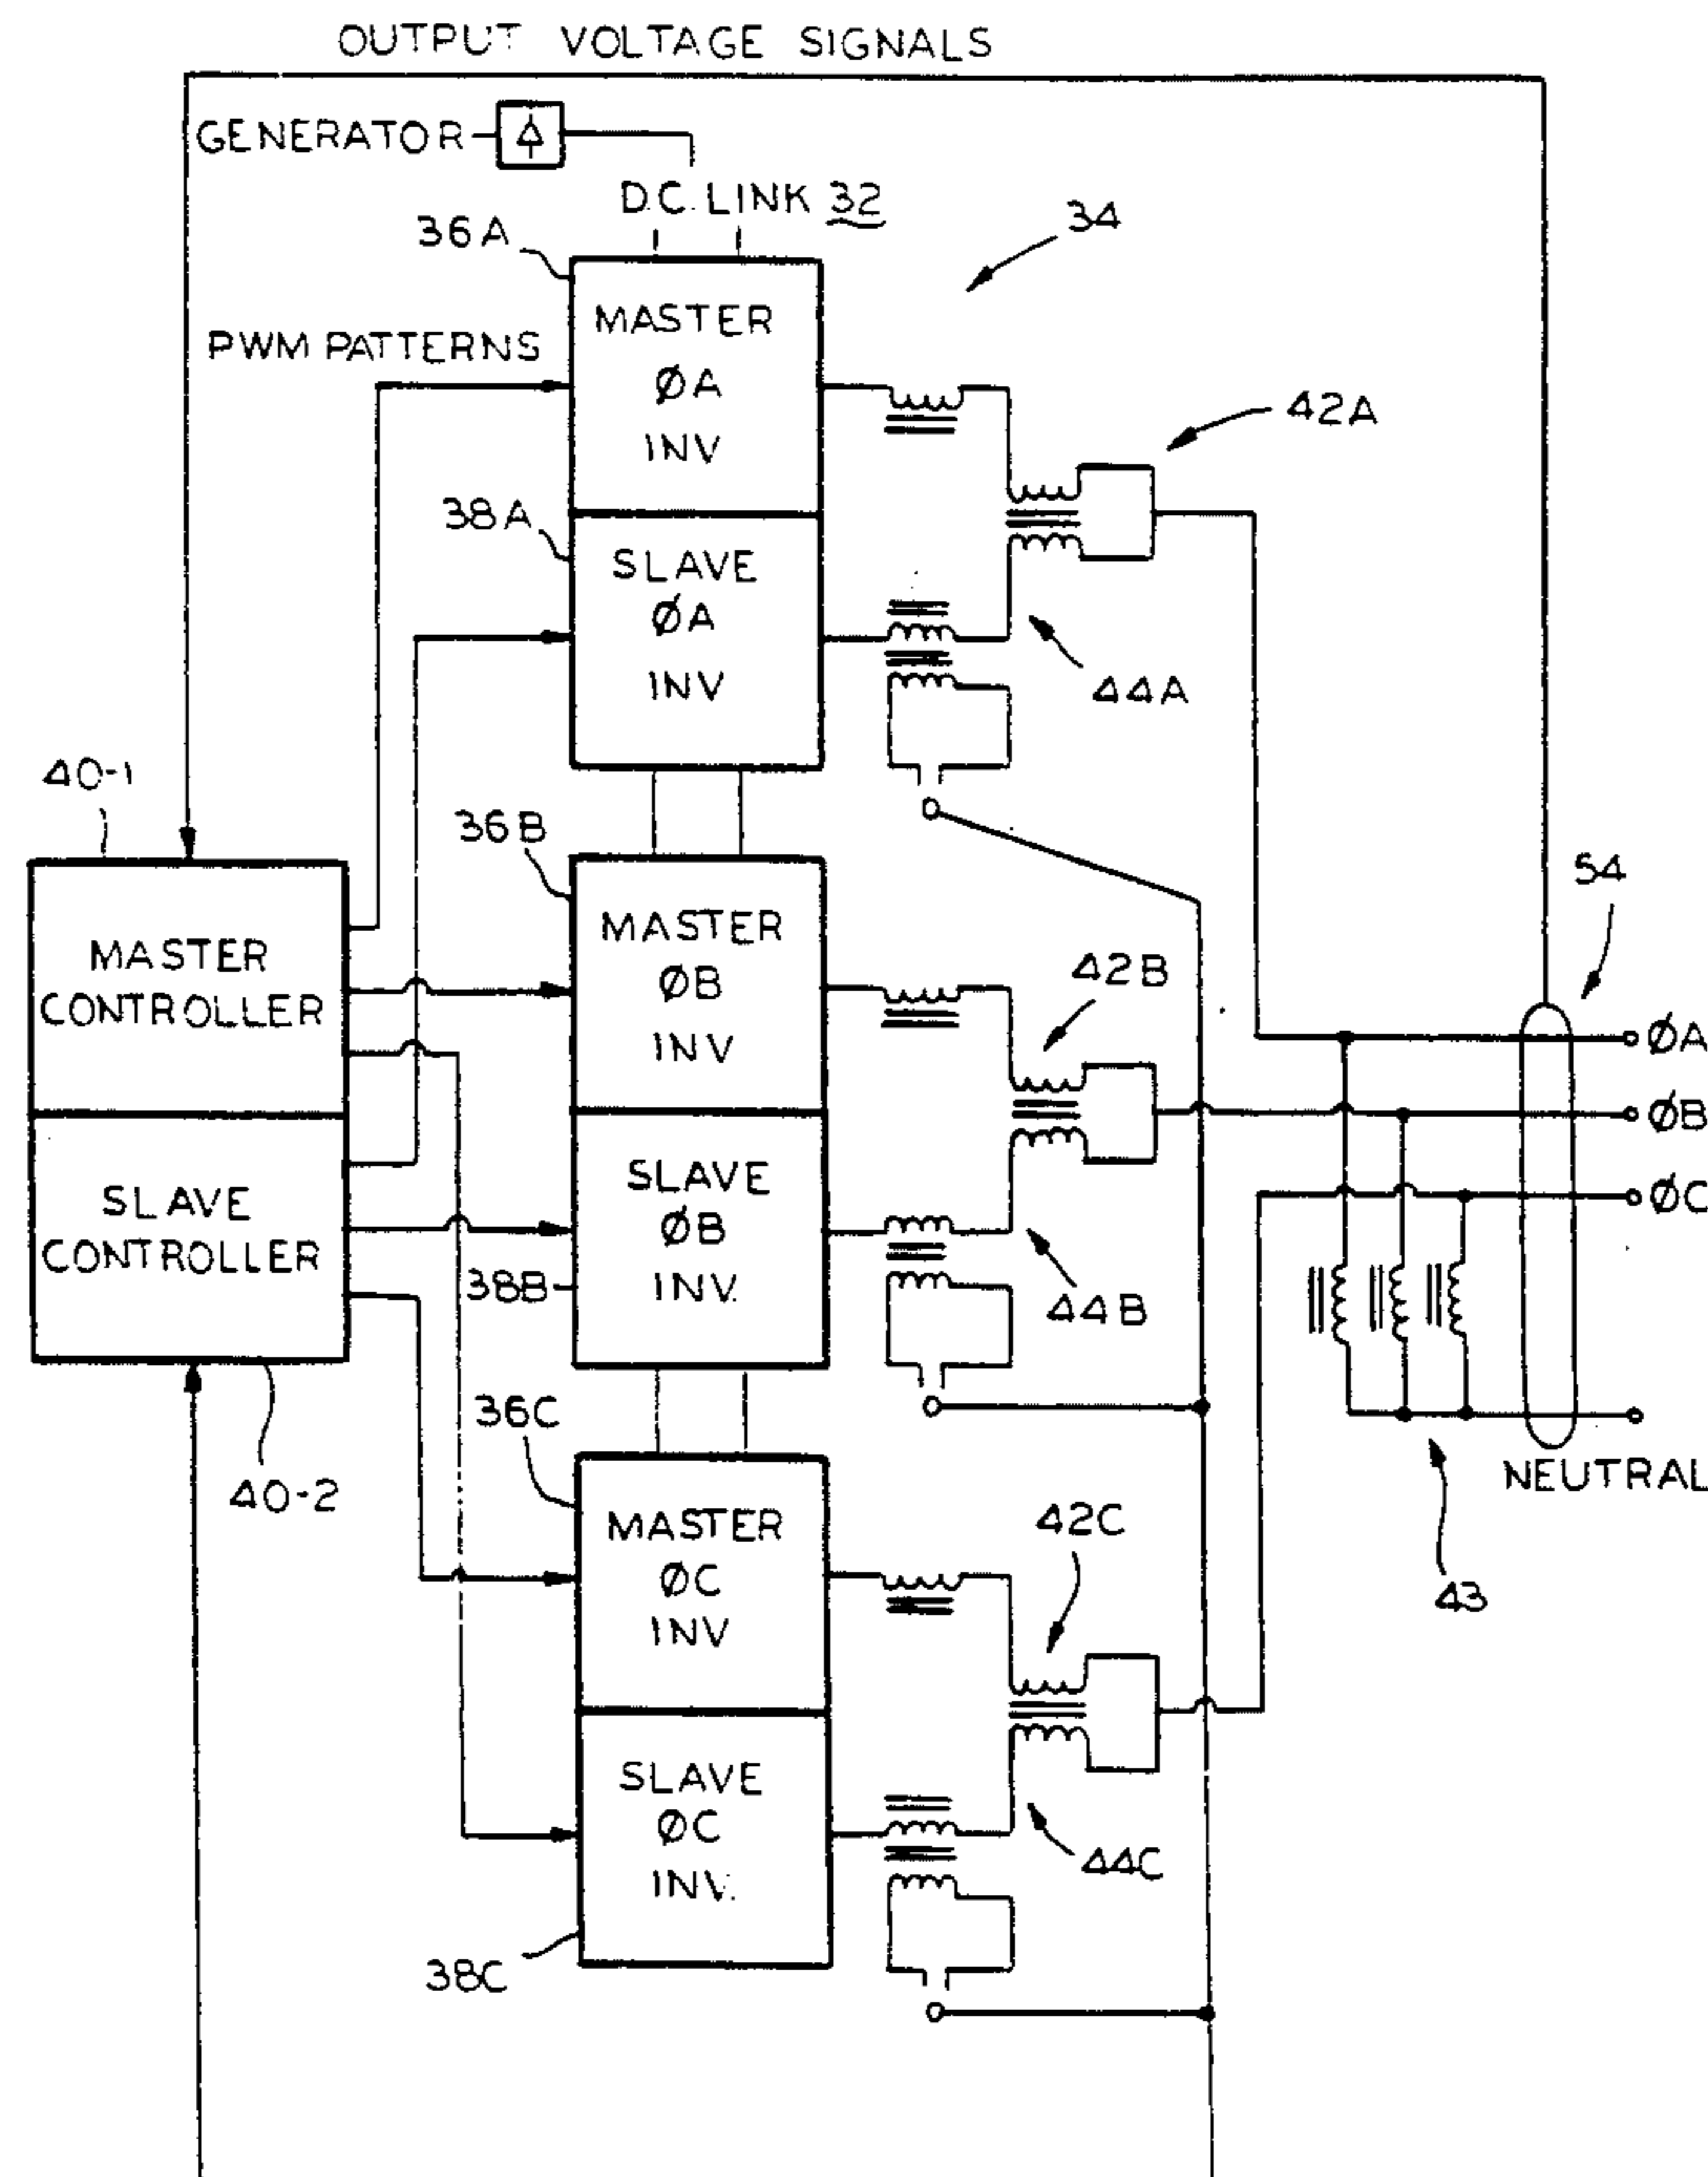 OUTPUT VOLTAGE SIGNALS
GENERATOR
DC LINK 32
36A
34
MASTER
ØA
INV
PWM PATTERNS
42A
38A
SLAVE
ØA
INV
44A
40-1
36B
54
MASTER
CONTROLLER
MASTER
ØB
INV
42B
ØA
ØB
ØC
SLAVE
CONTROLLER
SLAVE
ØB
INV.
38B
44B
40-2
36C
NEUTRAL
43
MASTER
ØC
INV
42C
SLAVE
ØC
INV.
44C
38C